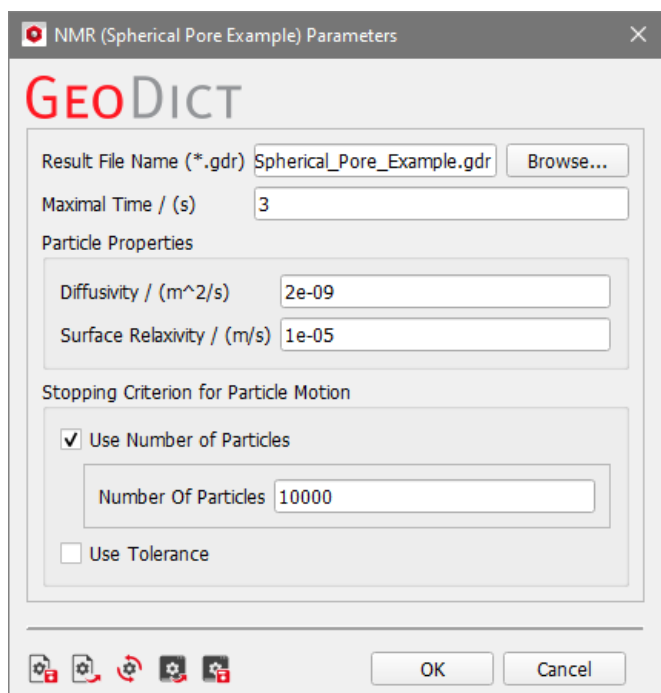 NMR (Spherical Pore Example) Parameters
GEODICT
Result File Name (*.gdr) Spherical_Pore_Example.gdr Browse...
Maximal Time / (s) 3
Particle Properties
Diffusivity / (m^2/s) 2e-09
Surface Relaxivity / (m/s) 1e-05
Stopping Criterion for Particle Motion
Use Number of Particles
Number Of Particles 10000
Use Tolerance
OK Cancel